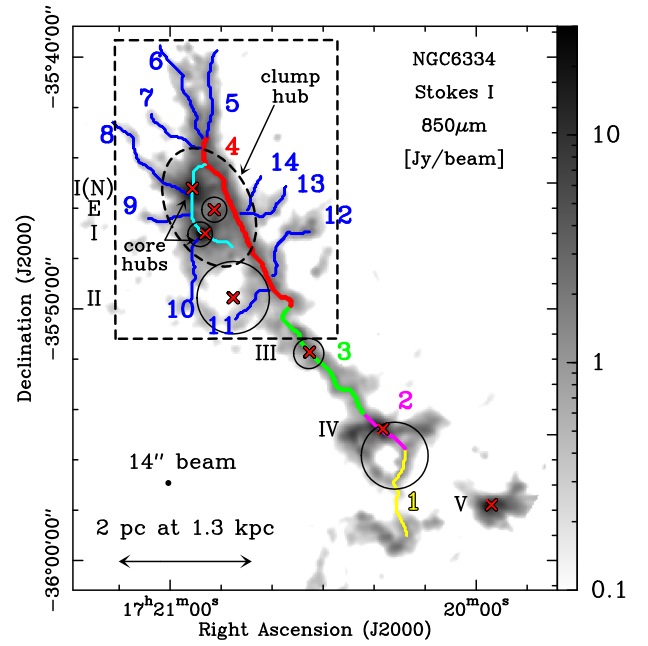 NGC6334
Stokes I
850μm
[Jy/beam]
clump
hub
6
5
7
8
4
14
13
12
I(N)
E
9
I
core
hubs
II
10
11
III
3
2
IV
1
V
14″ beam
2 pc at 1.3 kpc
−35°40′00″
−35°50′00″
−36°00′00″
Declination (J2000)
17ʰ21ᵐ00ˢ
20ᵐ00ˢ
Right Ascension (J2000)
10
1
0.1